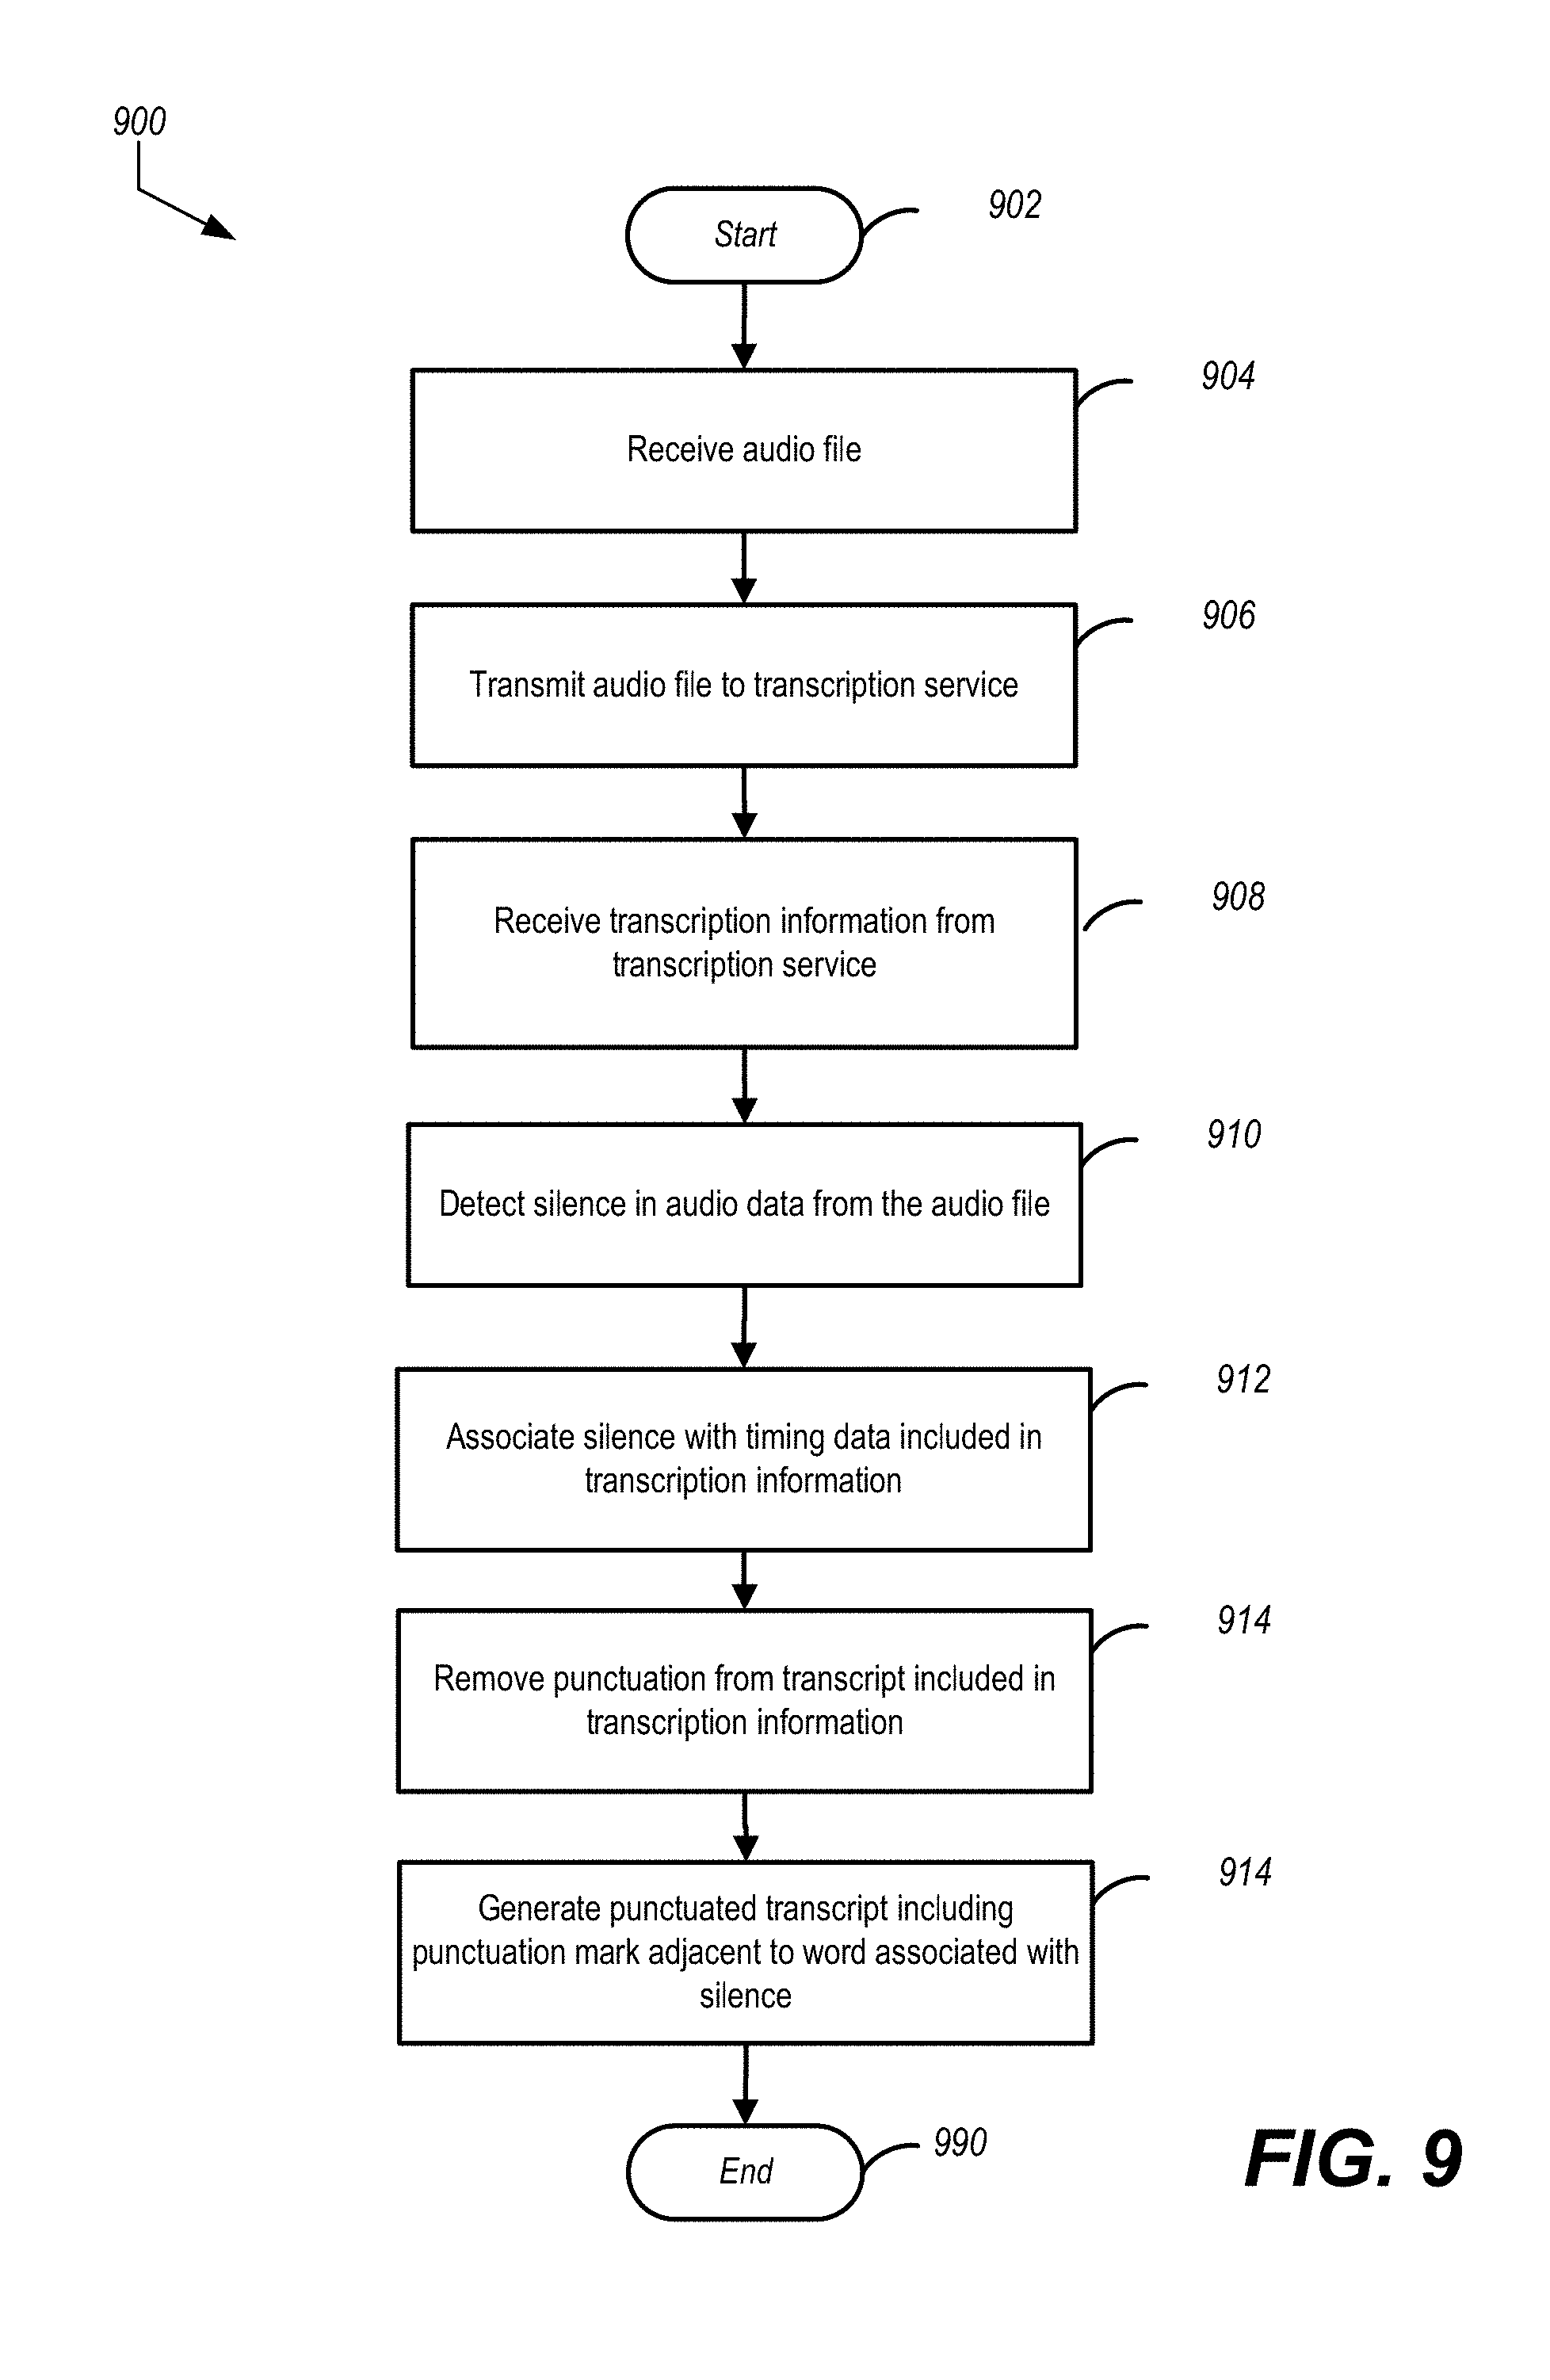 900
Start
902
904
Receive audio file
906
Transmit audio file to transcription service
908
Receive transcription information from
transcription service
910
Detect silence in audio data from the audio file
912
Associate silence with timing data included in
transcription information
914
Remove punctuation from transcript included in
transcription information
914
Generate punctuated transcript including
punctuation mark adjacent to word associated with
silence
990
End
FIG. 9